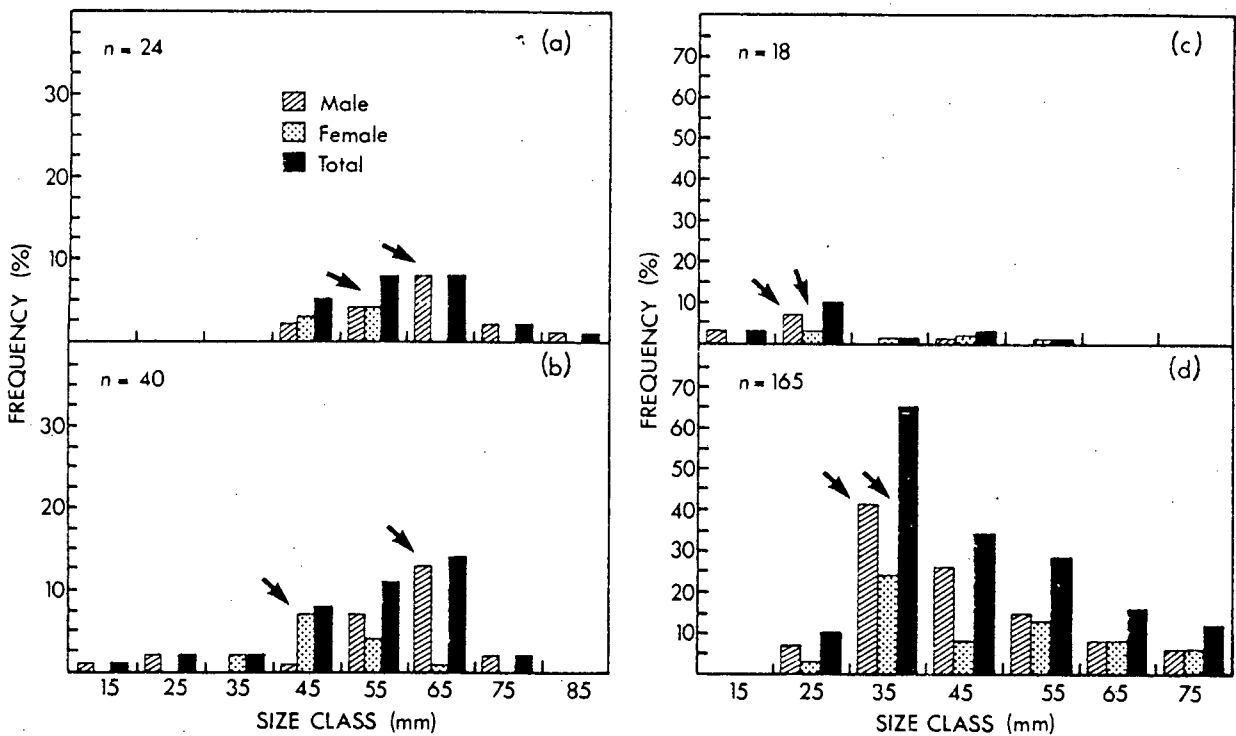 (a)
n = 24
Male
Female
Total
30
20
10
(b)
n = 40
30
20
10
15 25 35 45 55 65 75 85
SIZE CLASS (mm)
FREQUENCY (%)
(c)
n = 18
70
60
50
40
30
20
10
(d)
n = 165
70
60
50
40
30
20
10
15 25 35 45 55 65 75
SIZE CLASS (mm)
FREQUENCY (%)